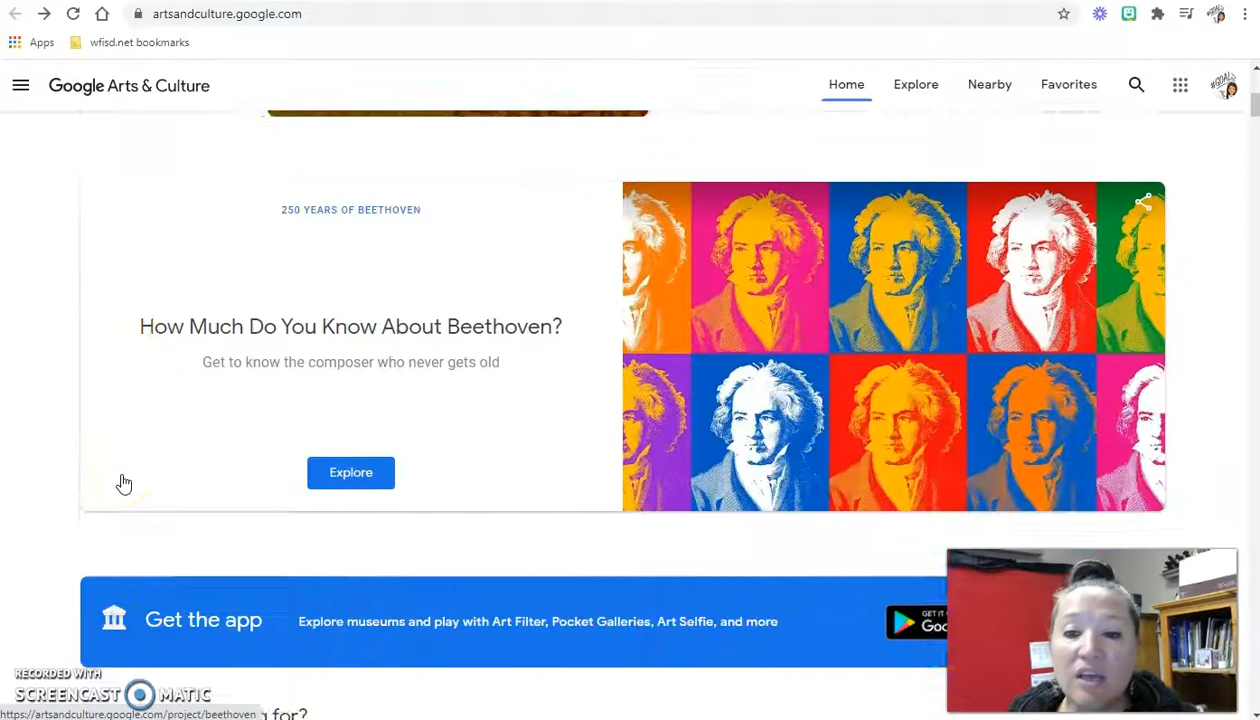 artsandculture.google.com
Apps wfisd.net bookmarks
Google Arts & Culture Home Explore Nearby Favorites
250 YEARS OF BEETHOVEN
How Much Do You Know About Beethoven?
Get to know the composer who never gets old
Explore
Get the app Explore museums and play with Art Filter, Pocket Galleries, Art Selfie, and more GET IT Goo
RECORDED WITH
SCREENCAST MATIC
https://artsandculture.google.com/project/beethoven for?